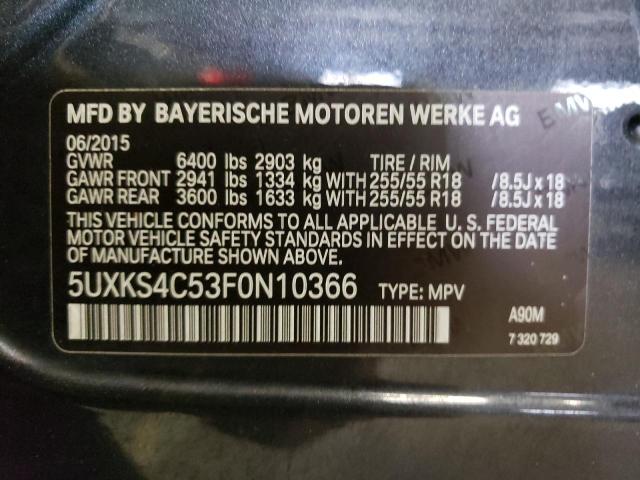 MFD BY BAYERISCHE MOTOREN WERKE AG
06/2015
GVWR 6400 lbs 2903 kg TIRE / RIM
GAWR FRONT 2941 lbs 1334 kg WITH 255/55 R18 /8.5J x 18
GAWR REAR 3600 lbs 1633 kg WITH 255/55 R18 /8.5J x 18
THIS VEHICLE CONFORMS TO ALL APPLICABLE U. S. FEDERAL
MOTOR VEHICLE SAFETY STANDARDS IN EFFECT ON THE DATE
OF MANUFACTURE SHOWN ABOVE.
5UXKS4C53F0N10366 TYPE: MPV
A90M
7 320 729